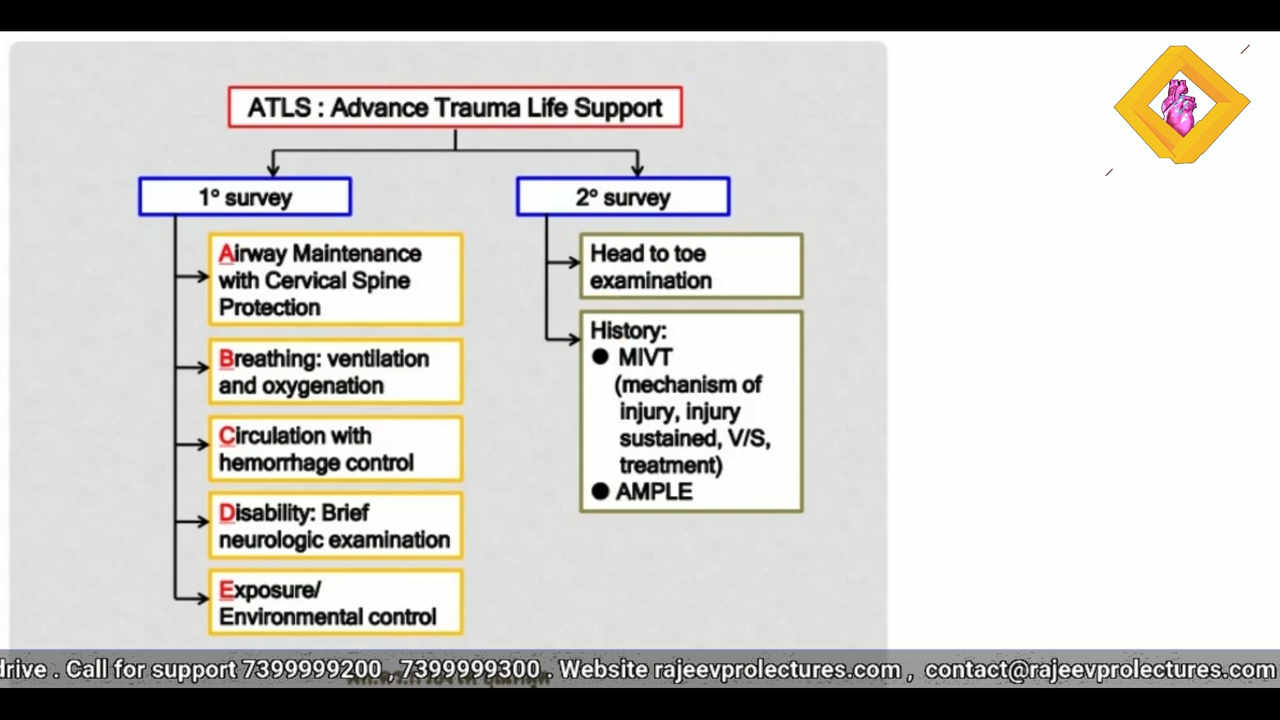 ATLS : Advance Trauma Life Support
1° survey
Airway Maintenance
with Cervical Spine
Protection
Breathing: ventilation
and oxygenation
Circulation with
hemorrhage control
Disability: Brief
neurologic examination
Exposure/
Environmental control
2° survey
Head to toe
examination
History:
● MIVT
(mechanism of
injury, injury
sustained, V/S,
treatment)
● AMPLE
drive . Call for support 7399999200 , 7399999300 . Website rajeevprolectures.com , contact@rajeevprolectures.com